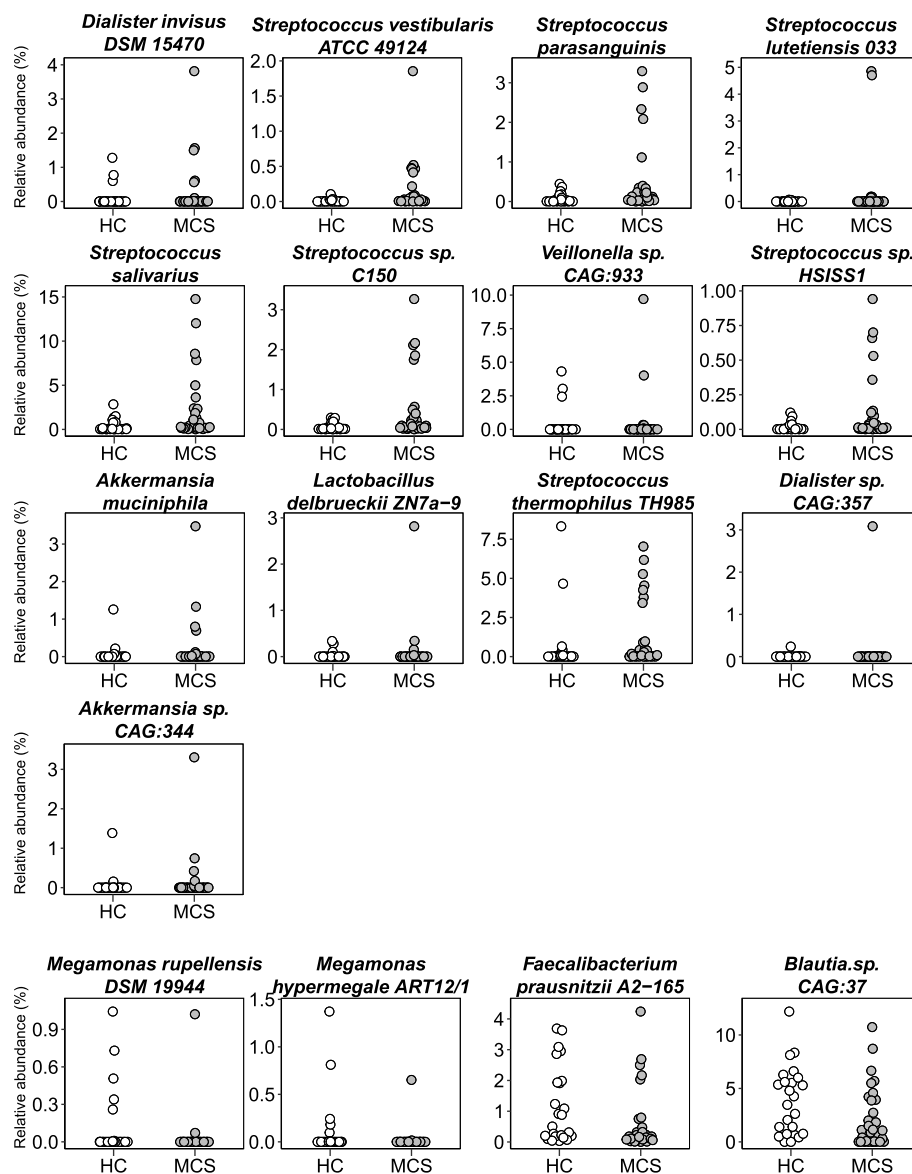 Dialister invisus
DSM 15470
Streptococcus vestibularis
ATCC 49124
Streptococcus
parasanguinis
Streptococcus
lutetiensis 033
Relative abundance (%)
4
3
2
1
0
HC
MCS
2.0
1.5
1.0
0.5
0.0
HC
MCS
3
2
1
0
HC
MCS
5
4
3
2
1
0
HC
MCS
Streptococcus
salivarius
Streptococcus sp.
C150
Veillonella sp.
CAG:933
Streptococcus sp.
HSISS1
Relative abundance (%)
15
10
5
0
HC
MCS
3
2
1
0
HC
MCS
10.0
7.5
5.0
2.5
0.0
HC
MCS
1.00
0.75
0.50
0.25
0.00
HC
MCS
Akkermansia
muciniphila
Lactobacillus
delbrueckii ZN7a−9
Streptococcus
thermophilus TH985
Dialister sp.
CAG:357
Relative abundance (%)
3
2
1
0
HC
MCS
3
2
1
0
HC
MCS
7.5
5.0
2.5
0.0
HC
MCS
3
2
1
0
HC
MCS
Akkermansia sp.
CAG:344
Relative abundance (%)
3
2
1
0
HC
MCS
Megamonas rupellensis
DSM 19944
Megamonas
hypermegale ART12/1
Faecalibacterium
prausnitzii A2−165
Blautia.sp.
CAG:37
Relative abundance (%)
0.9
0.6
0.3
0.0
HC
MCS
1.5
1.0
0.5
0.0
HC
MCS
4
3
2
1
0
HC
MCS
10
5
0
HC
MCS